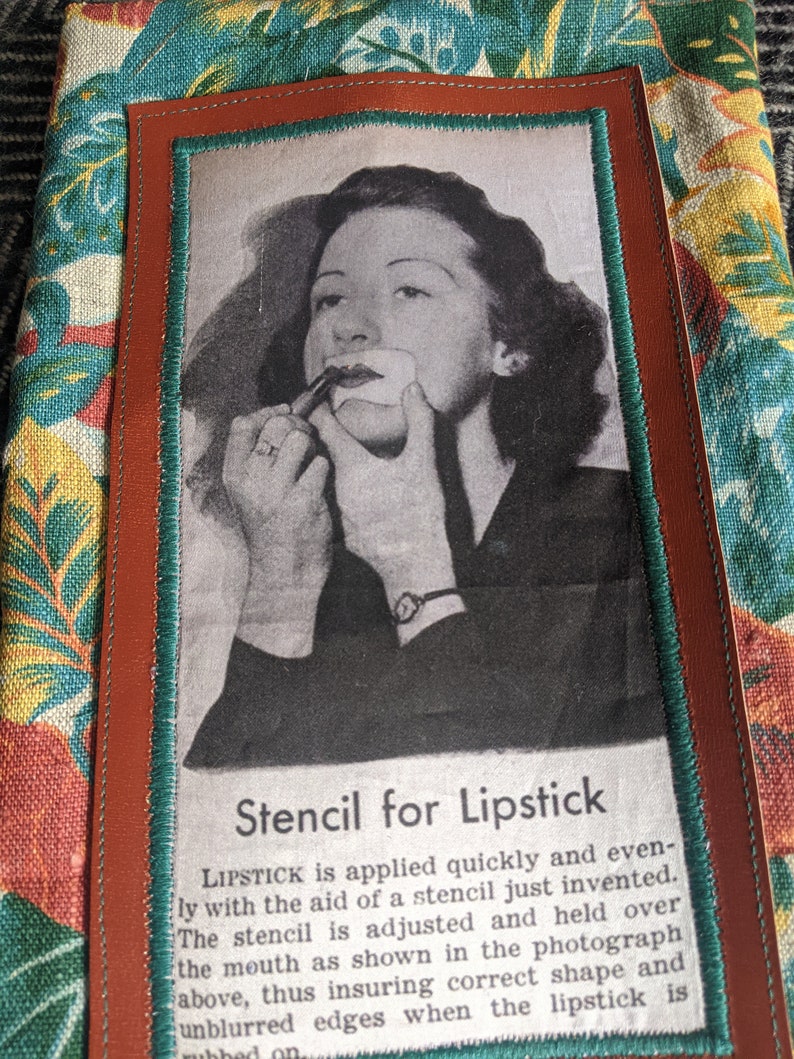 Stencil for Lipstick
LIPSTICK is applied quickly and even-
ly with the aid of a stencil just invented.
The stencil is adjusted and held over
the mouth as shown in the photograph
above, thus insuring correct shape and
unblurred edges when the lipstick is
rubbed on.